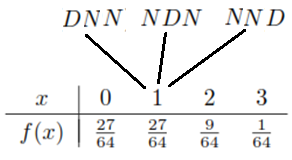 DNN NDN NND
x 0 1 2 3
f(x) 27/64 27/64 9/64 1/64